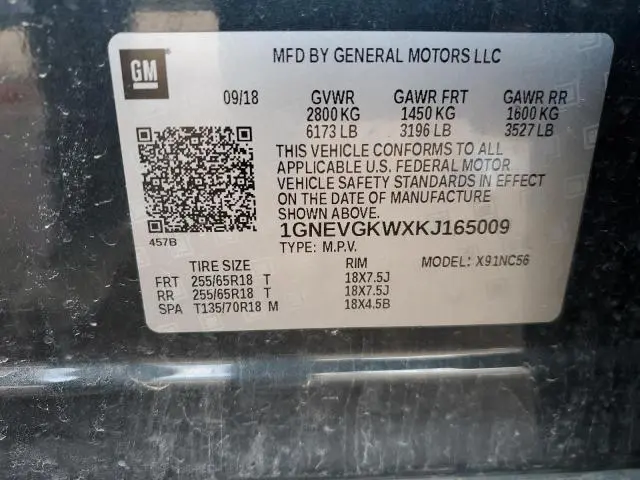 GM
MFD BY GENERAL MOTORS LLC
09/18 GVWR GAWR FRT GAWR RR
2800 KG 1450 KG 1600 KG
6173 LB 3196 LB 3527 LB
THIS VEHICLE CONFORMS TO ALL
APPLICABLE U.S. FEDERAL MOTOR
VEHICLE SAFETY STANDARDS IN EFFECT
ON THE DATE OF MANUFACTURE
SHOWN ABOVE.
457B
1GNEVGKWXKJ165009
TYPE: M.P.V.
TIRE SIZE RIM MODEL: X91NC56
FRT 255/65R18 T 18X7.5J
RR 255/65R18 T 18X7.5J
SPA T135/70R18 M 18X4.5B